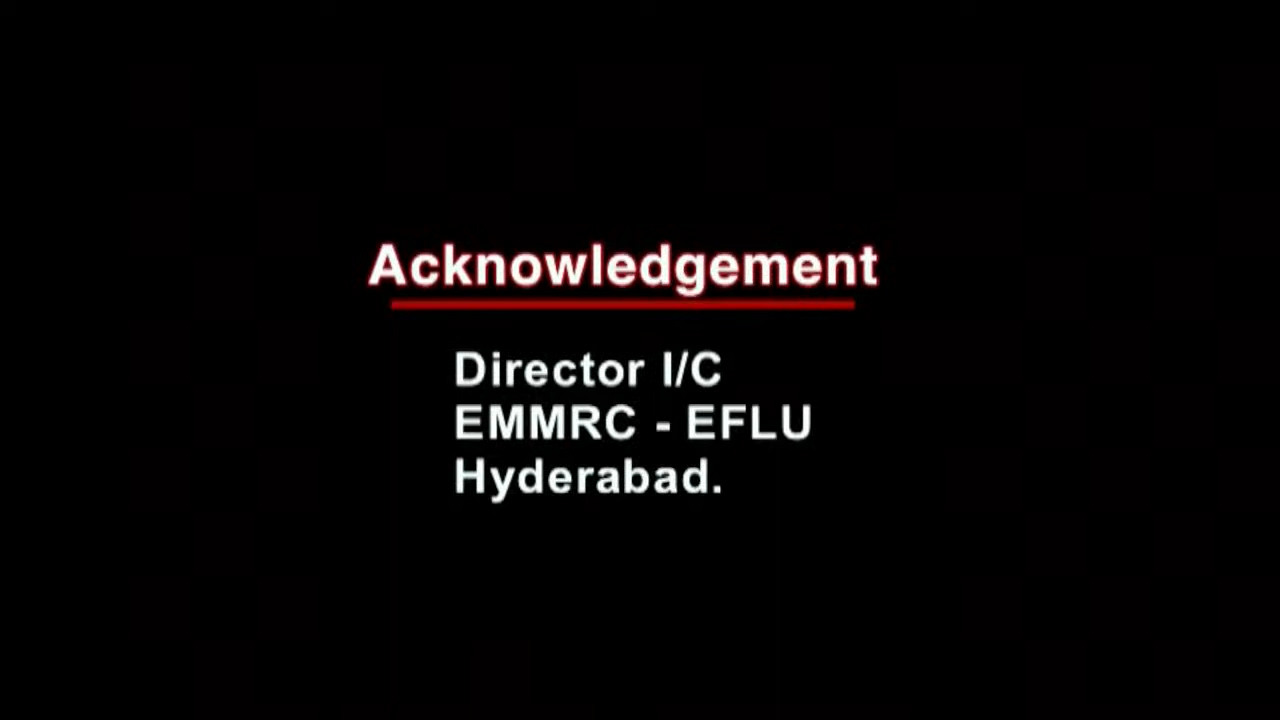 Acknowledgement
Director I/C
EMMRC - EFLU
Hyderabad.